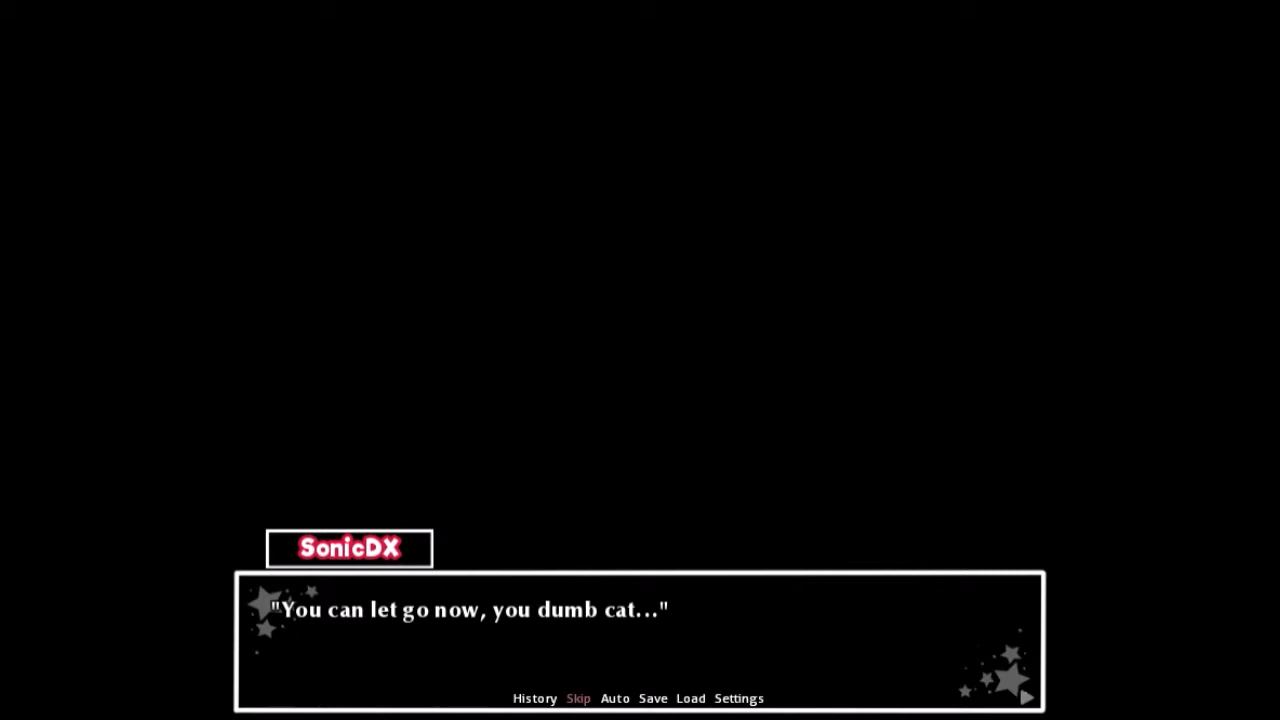 SonicDX
"You can let go now, you dumb cat..."
History Skip Auto Save Load Settings